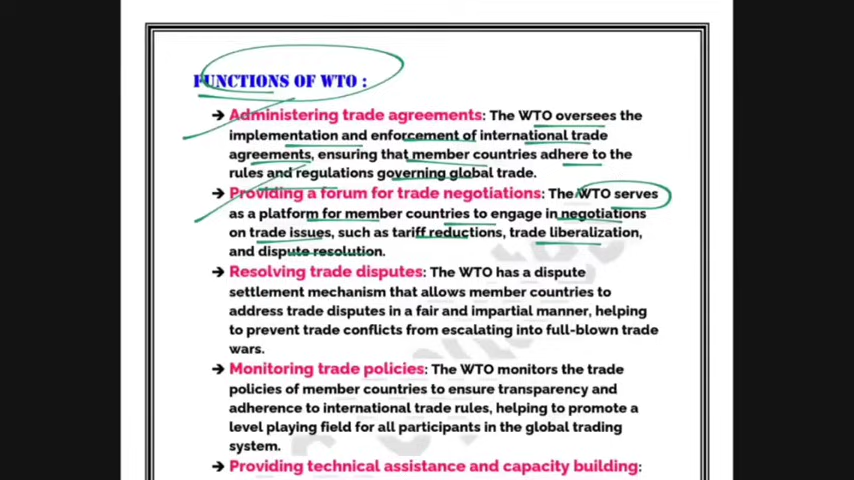 FUNCTIONS OF WTO :
→ Administering trade agreements: The WTO oversees the
implementation and enforcement of international trade
agreements, ensuring that member countries adhere to the
rules and regulations governing global trade.
→ Providing a forum for trade negotiations: The WTO serves
as a platform for member countries to engage in negotiations
on trade issues, such as tariff reductions, trade liberalization,
and dispute resolution.
→ Resolving trade disputes: The WTO has a dispute
settlement mechanism that allows member countries to
address trade disputes in a fair and impartial manner, helping
to prevent trade conflicts from escalating into full-blown trade
wars.
→ Monitoring trade policies: The WTO monitors the trade
policies of member countries to ensure transparency and
adherence to international trade rules, helping to promote a
level playing field for all participants in the global trading
system.
→ Providing technical assistance and capacity building: